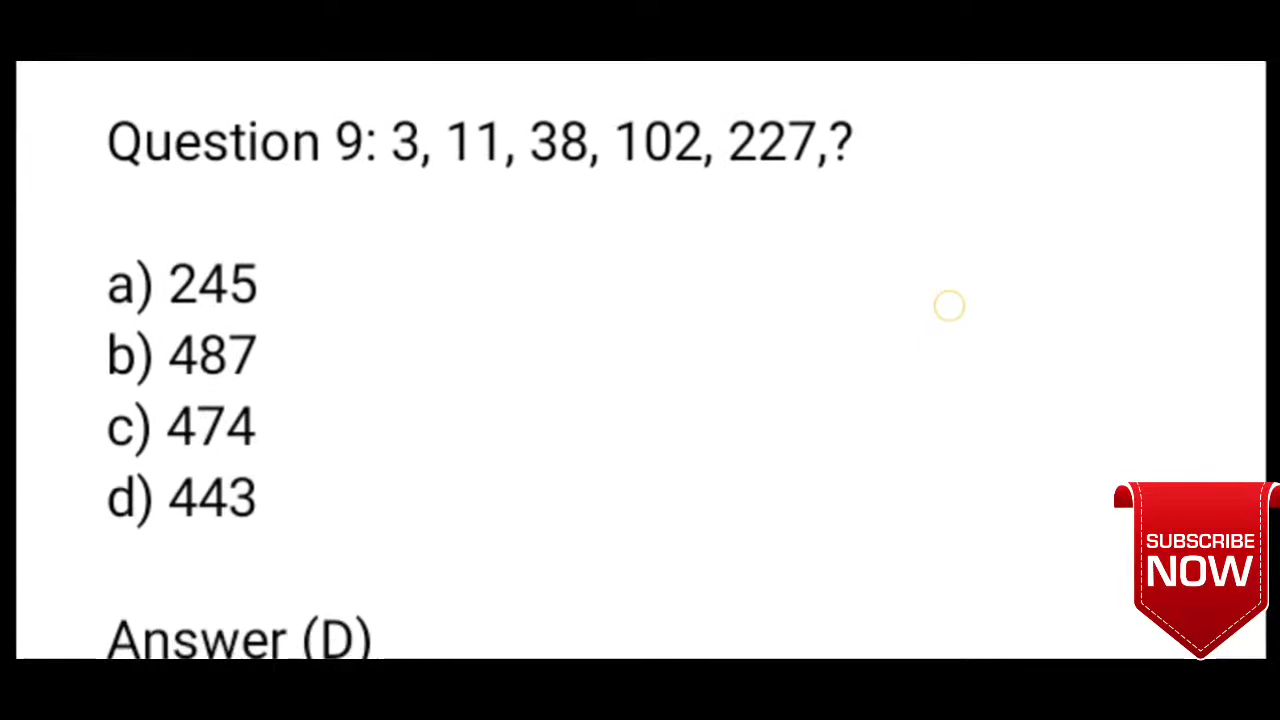 Question 9: 3, 11, 38, 102, 227,?
a) 245
b) 487
c) 474
d) 443
Answer (D)
SUBSCRIBE
NOW